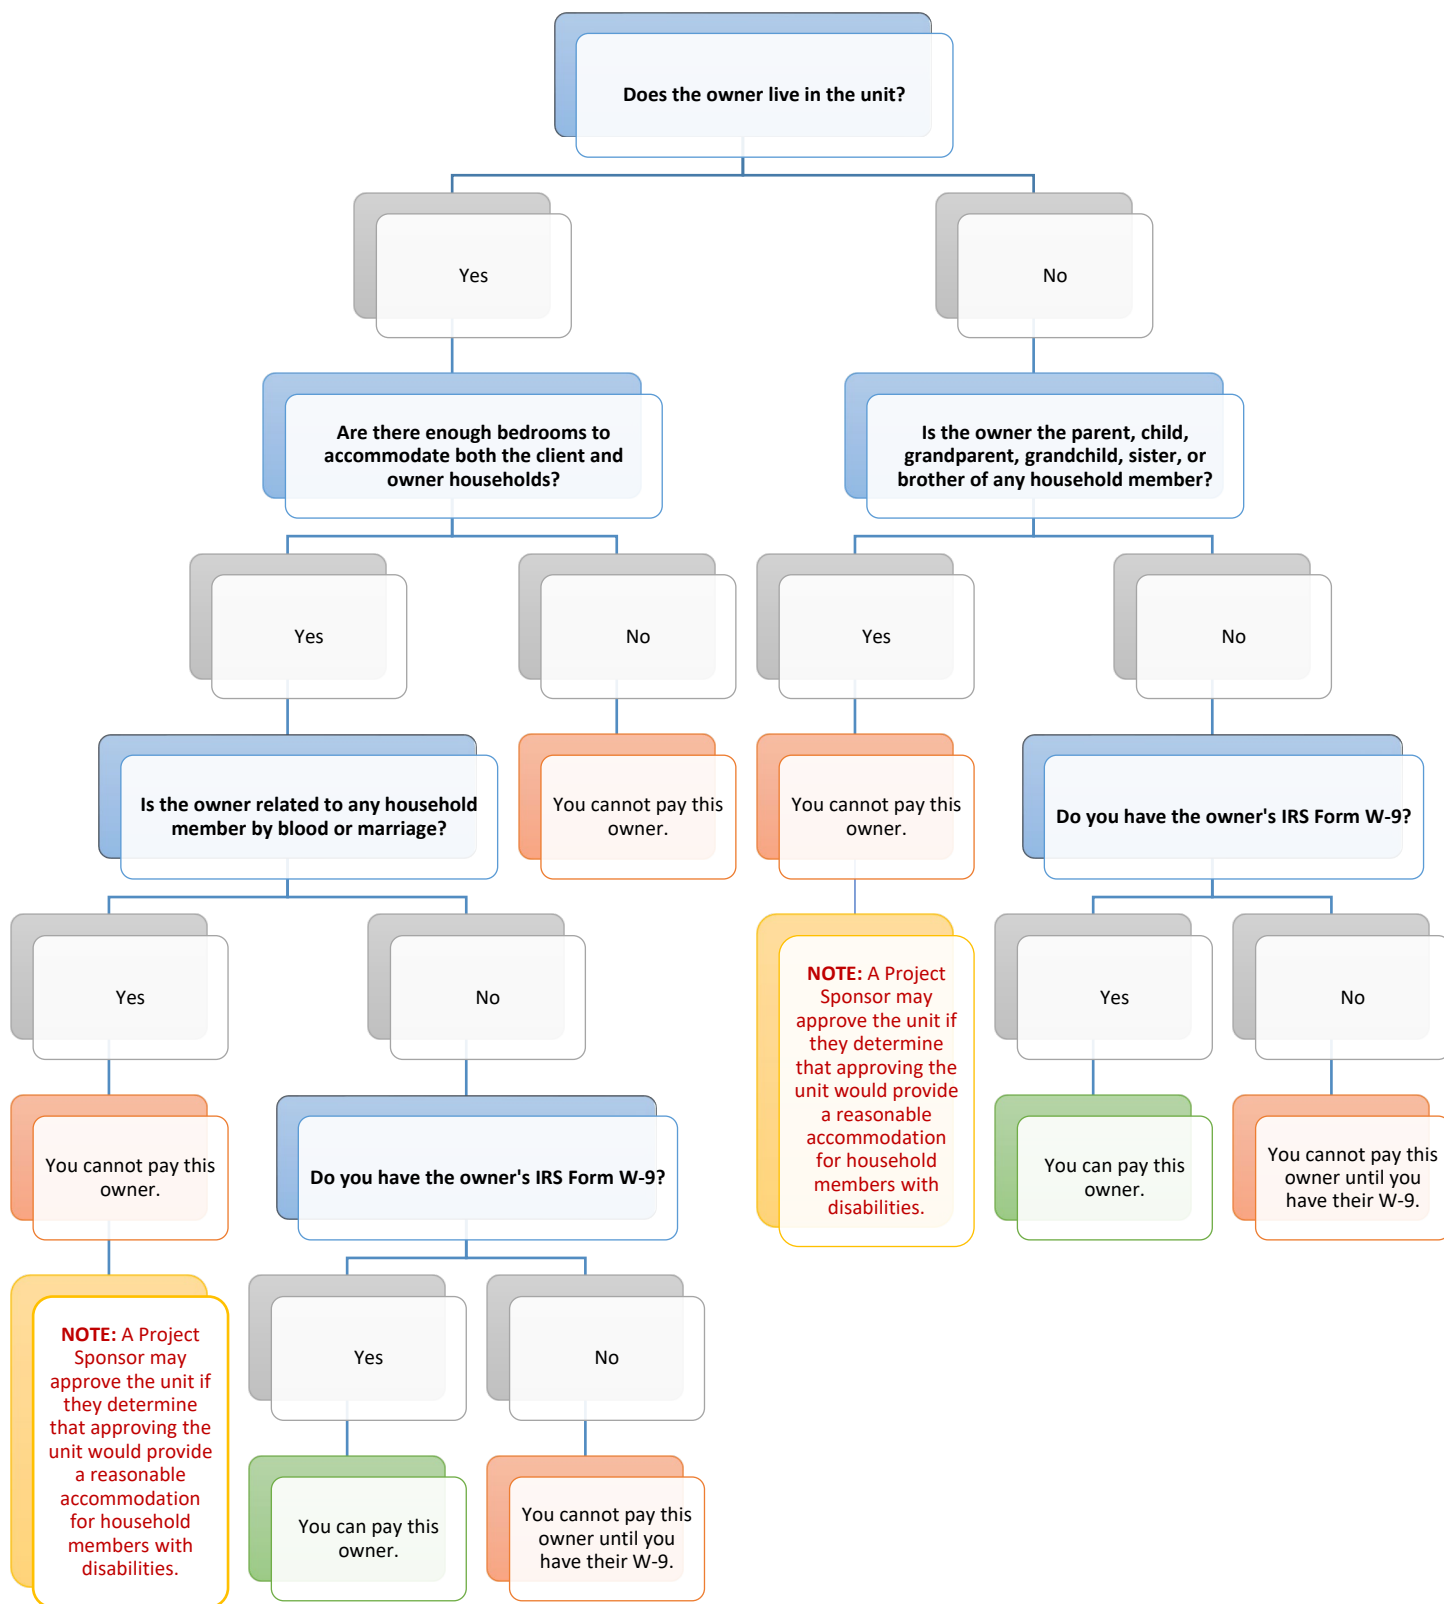 Does the owner live in the unit?
Yes
No
Are there enough bedrooms to
accommodate both the client and
owner households?
Is the owner the parent, child,
grandparent, grandchild, sister, or
brother of any household member?
Yes
No
Yes
No
Is the owner related to any household
member by blood or marriage?
You cannot pay this
owner.
You cannot pay this
owner.
Do you have the owner's IRS Form W-9?
Yes
No
NOTE: A Project
Sponsor may
approve the unit if
they determine
that approving the
unit would provide
a reasonable
accommodation
for household
members with
disabilities.
Yes
No
You cannot pay this
owner.
Do you have the owner's IRS Form W-9?
You can pay this
owner.
You cannot pay this
owner until you
have their W-9.
NOTE: A Project
Sponsor may
approve the unit if
they determine
that approving the
unit would provide
a reasonable
accommodation
for household
members with
disabilities.
Yes
No
You can pay this
owner.
You cannot pay this
owner until you
have their W-9.